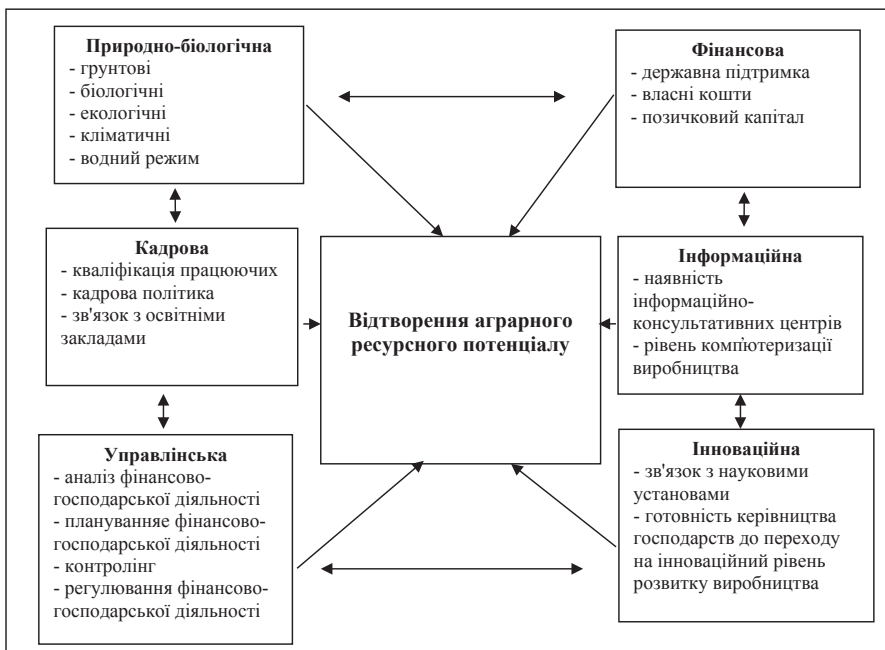 Природно-біологічна
- грунтові
- біологічні
- екологічні
- кліматичні
- водний режим
Фінансова
- державна підтримка
- власні кошти
- позичковий капітал
Кадрова
- кваліфікація працюючих
- кадрова політика
- зв'язок з освітніми
закладами
Відтворення аграрного
ресурсного потенціалу
Інформаційна
- наявність
інформаційно-
консультативних центрів
- рівень комп'ютеризації
виробництва
Управлінська
- аналіз фінансово-
господарської діяльності
- плануванняе фінансово-
господарської діяльності
- контролінг
- регулювання фінансово-
господарської діяльності
Інноваційна
- зв'язок з науковими
установами
- готовність керівництва
господарств до переходу
на інноваційний рівень
розвитку виробництва